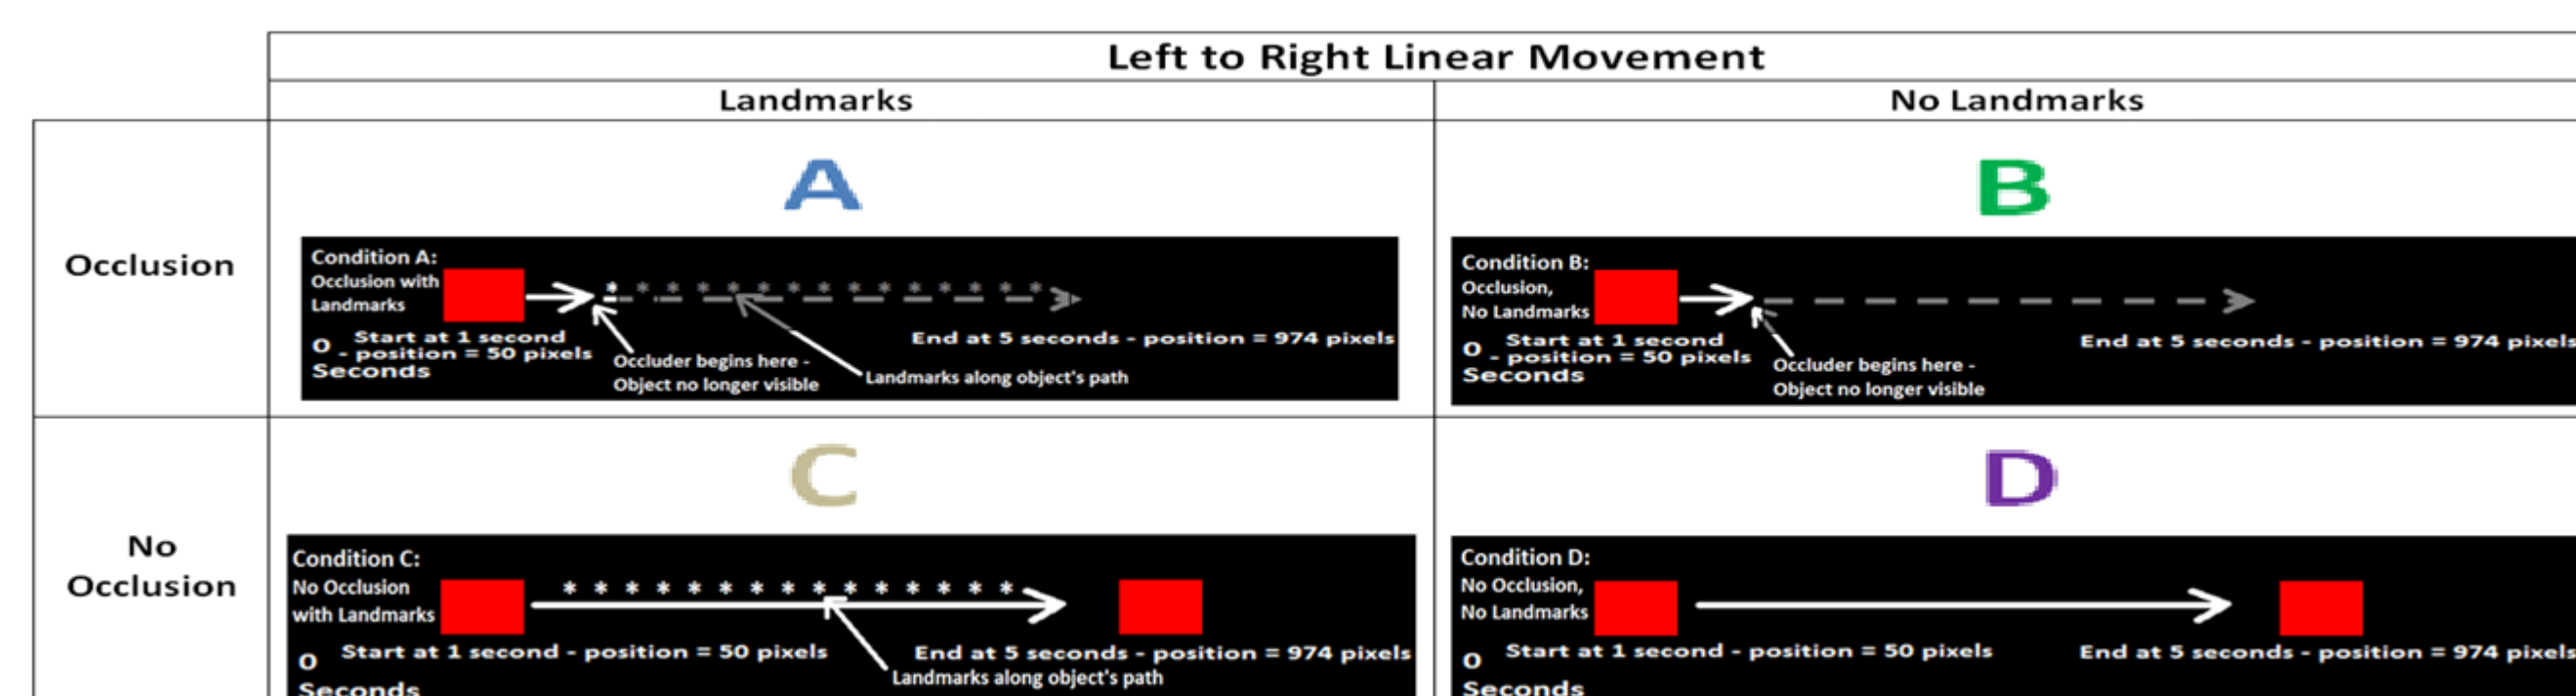 Left to Right Linear Movement
Landmarks
No Landmarks
Occlusion
A
Condition A:
Occlusion with
Landmarks
* * * * * * * * * * * * * * *
Start at 1 second
0 - position = 50 pixels
Seconds
End at 5 seconds - position = 974 pixels
Occluder begins here -
Object no longer visible
Landmarks along object's path
B
Condition B:
Occlusion,
No Landmarks
Start at 1 second
0 - position = 50 pixels
Seconds
End at 5 seconds - position = 974 pixels
Occluder begins here -
Object no longer visible
No
Occlusion
C
Condition C:
No Occlusion
with Landmarks
* * * * * * * * * * * * * * *
0 Start at 1 second - position = 50 pixels
Seconds
End at 5 seconds - position = 974 pixels
Landmarks along object's path
D
Condition D:
No Occlusion,
No Landmarks
0 Start at 1 second - position = 50 pixels
Seconds
End at 5 seconds - position = 974 pixels